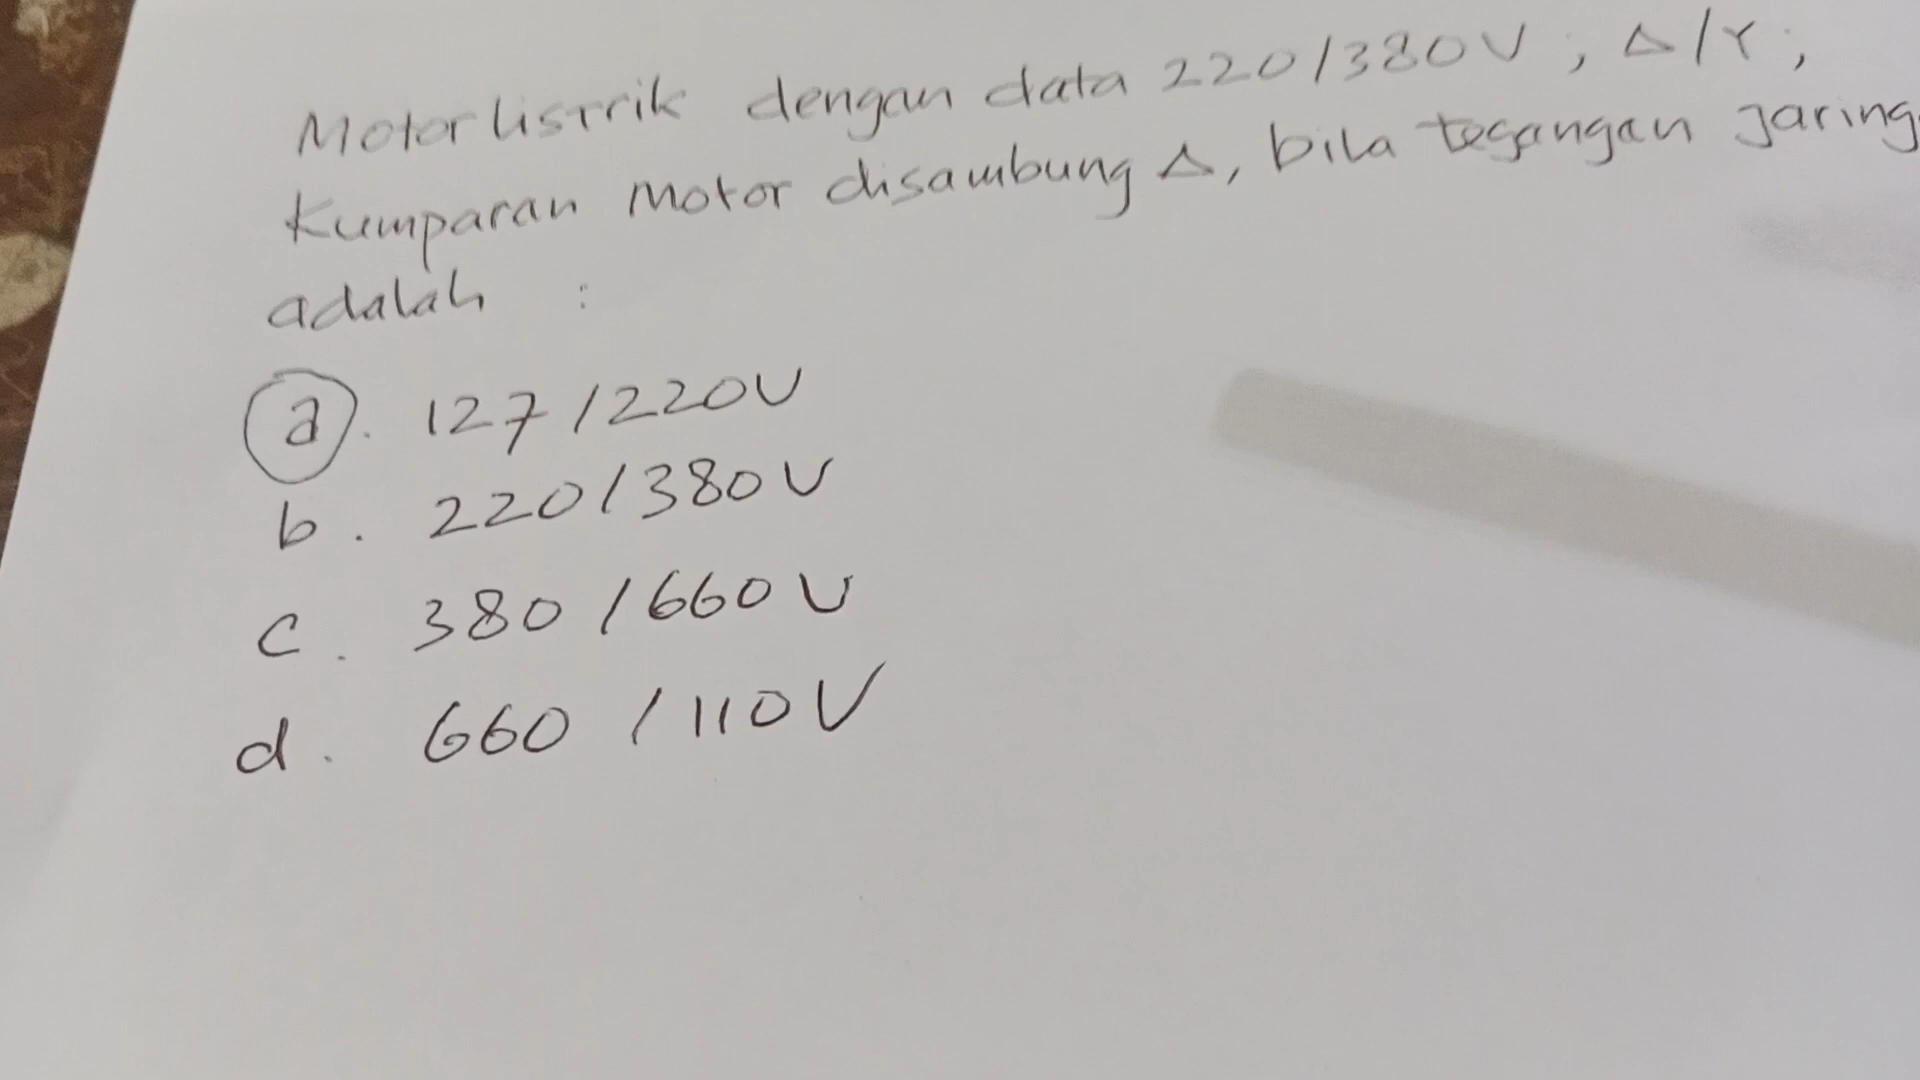 Motor listrik dengan data 220/380V; Δ/Y;
Kumparan Motor disambung Δ, bila tegangan Jaring
adalah :
a. 127/220V
b. 220/380V
c. 380/660V
d. 660/110V